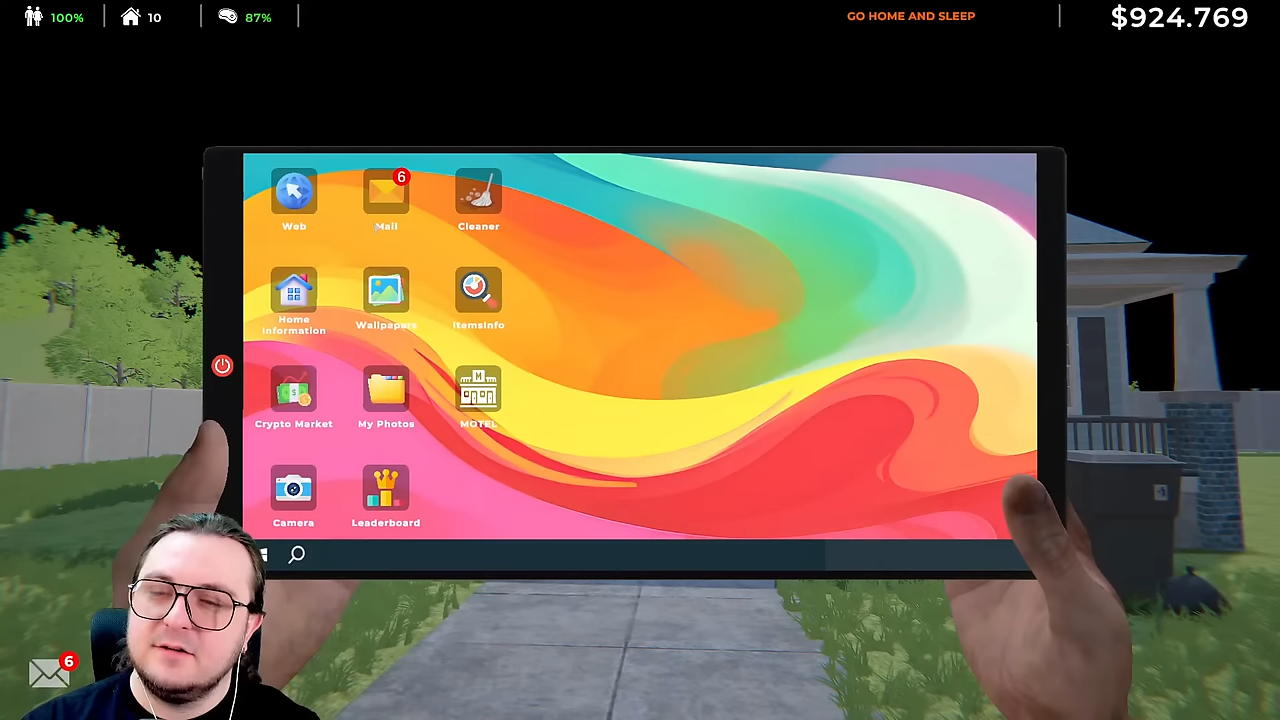 100%
10
87%
GO HOME AND SLEEP
$924.769
Web
6
Mail
Cleaner
Home
Information
Wallpapers
ItemsInfo
Crypto Market
My Photos
M
MOTEL
Camera
Leaderboard
6